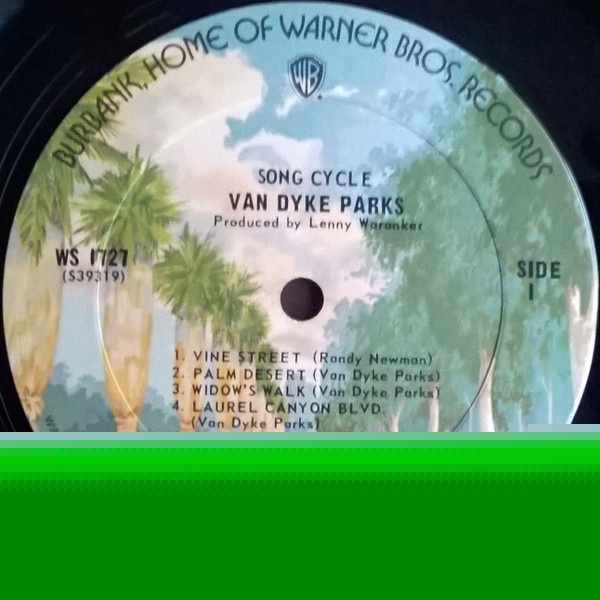 BURBANK, HOME OF WARNER BROS. RECORDS
WB
SONG CYCLE
VAN DYKE PARKS
Produced by Lenny Waronker
WS 1727
(S39319)
SIDE
1
1. VINE STREET (Randy Newman)
2. PALM DESERT (Van Dyke Parks)
3. WIDOW'S WALK (Van Dyke Parks)
4. LAUREL CANYON BLVD.
(Van Dyke Parks)